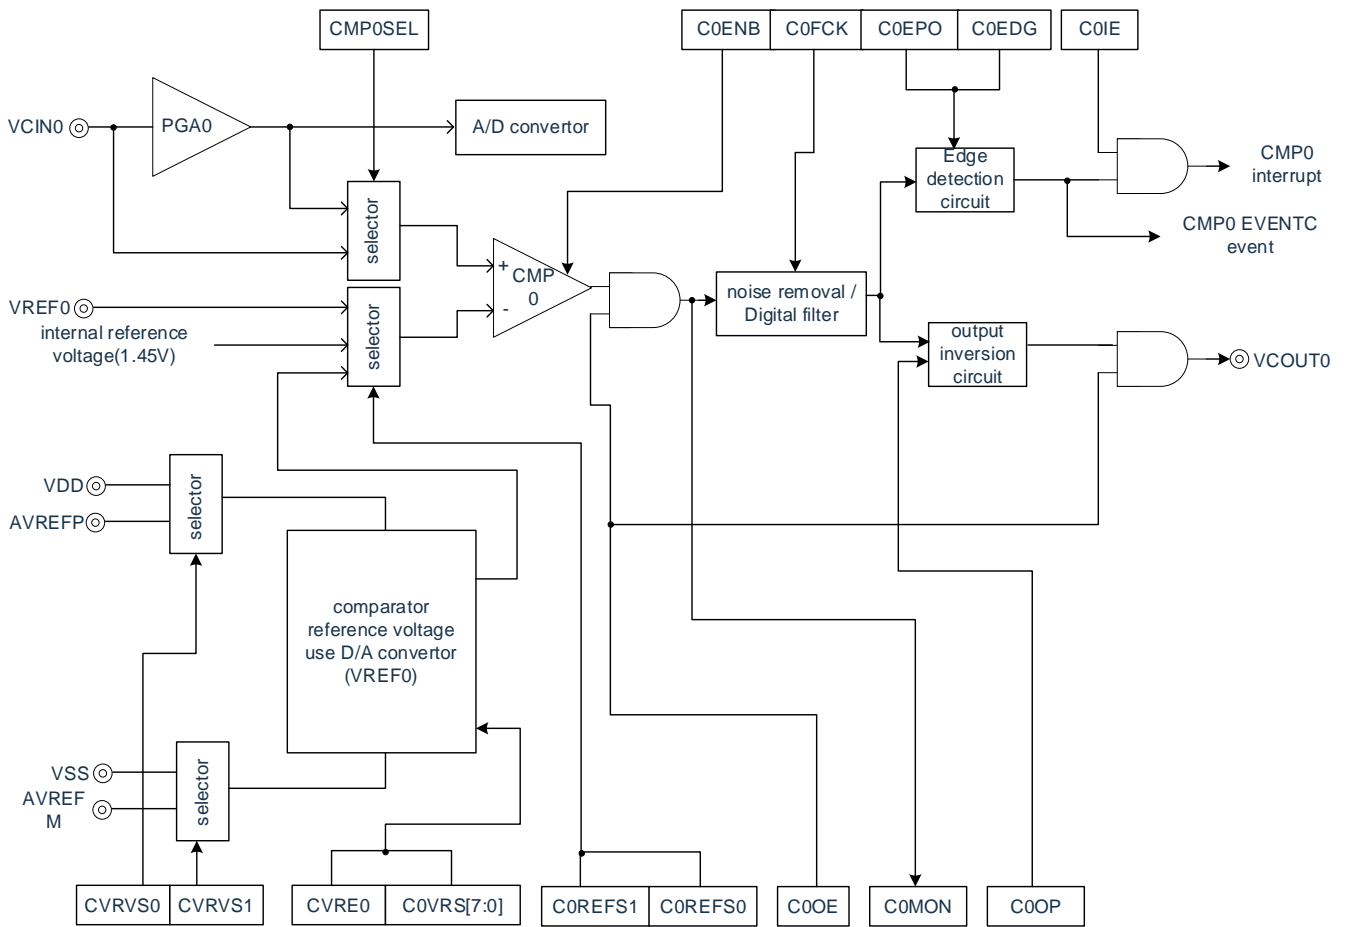 CMP0SEL
C0ENB
C0FCK
C0EPO
C0EDG
C0IE
VCIN0
PGA0
A/D convertor
Edge
detection
circuit
CMP0
interrupt
CMP0 EVENTC
event
selector
+
CMP
0
-
VREF0
internal reference
voltage(1.45V)
selector
noise removal /
Digital filter
output
inversion
circuit
VCOUT0
VDD
AVREFP
selector
comparator
reference voltage
use D/A convertor
(VREF0)
VSS
AVREF
M
selector
CVRVS0
CVRVS1
CVRE0
C0VRS[7:0]
C0REFS1
C0REFS0
C0OE
C0MON
C0OP